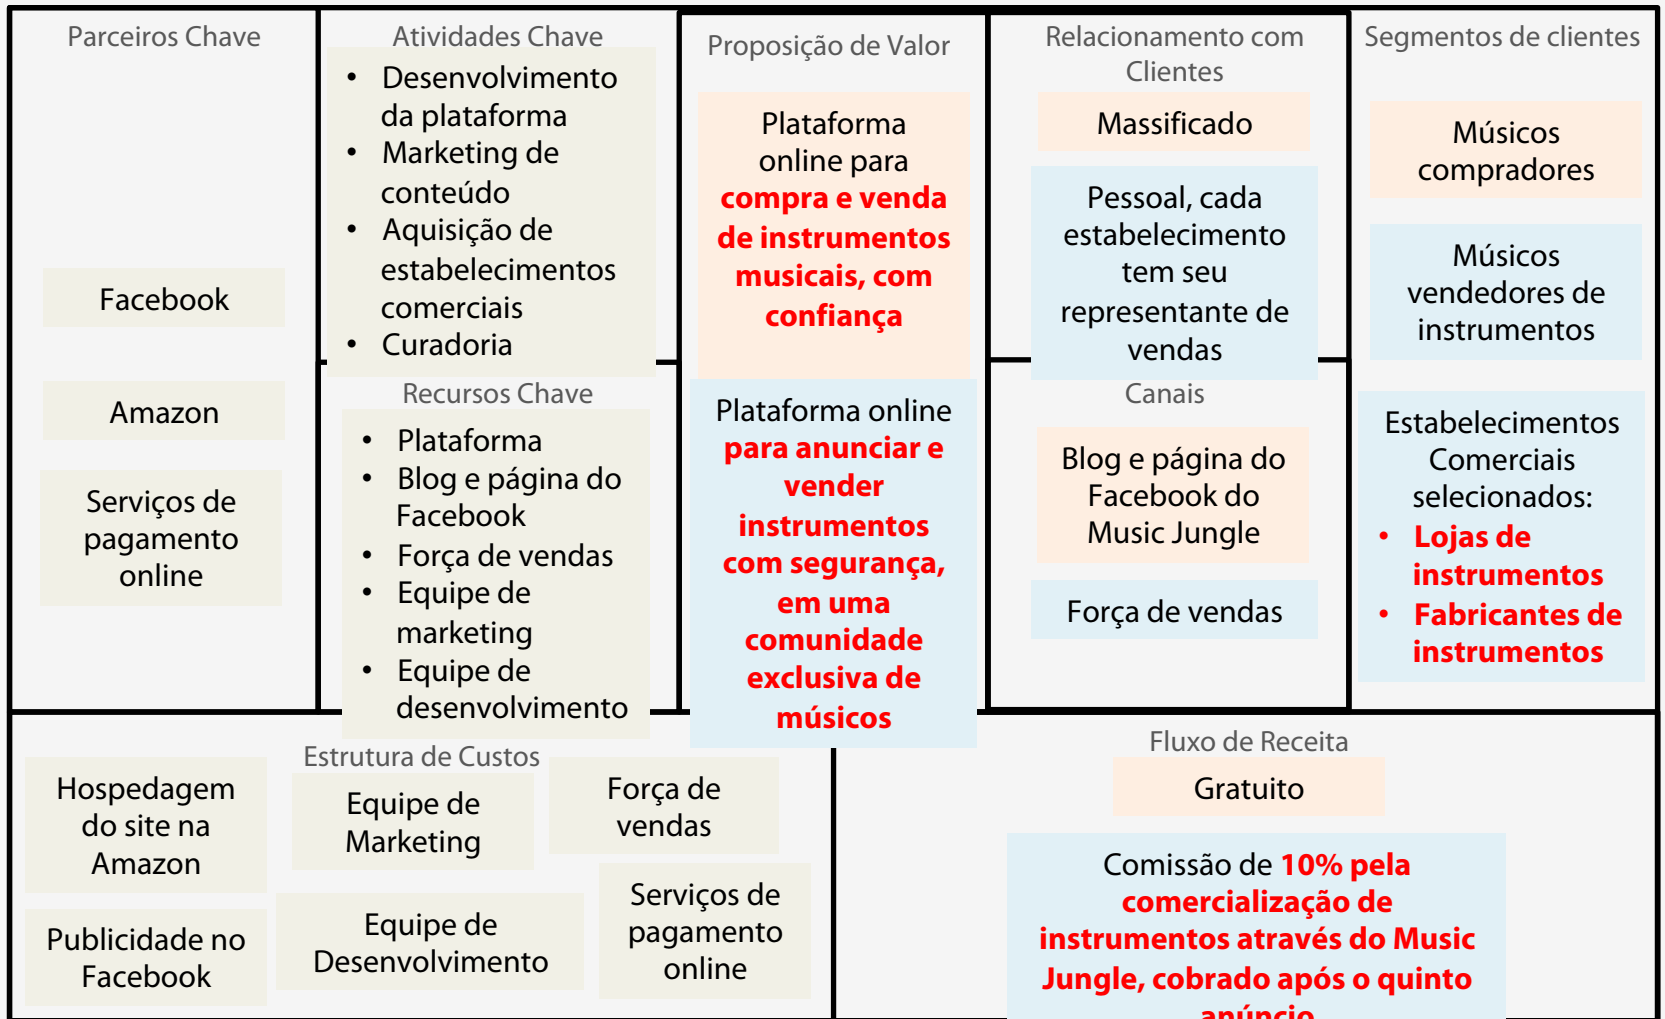 Parceiros Chave
Facebook
Amazon
Serviços de
pagamento
online
Atividades Chave
• Desenvolvimento
da plataforma
• Marketing de
conteúdo
• Aquisição de
estabelecimentos
comerciais
• Curadoria
Recursos Chave
• Plataforma
• Blog e página do
Facebook
• Força de vendas
• Equipe de
marketing
• Equipe de
desenvolvimento
Proposição de Valor
Plataforma
online para
compra e venda
de instrumentos
musicais, com
confiança
Plataforma online
para anunciar e
vender
instrumentos
com segurança,
em uma
comunidade
exclusiva de
músicos
Relacionamento com
Clientes
Massificado
Pessoal, cada
estabelecimento
tem seu
representante de
vendas
Canais
Blog e página do
Facebook do
Music Jungle
Força de vendas
Segmentos de clientes
Músicos
compradores
Músicos
vendedores de
instrumentos
Estabelecimentos
Comerciais
selecionados:
• Lojas de
instrumentos
• Fabricantes de
instrumentos
Estrutura de Custos
Hospedagem
do site na
Amazon
Equipe de
Marketing
Força de
vendas
Publicidade no
Facebook
Equipe de
Desenvolvimento
Serviços de
pagamento
online
Fluxo de Receita
Gratuito
Comissão de 10% pela
comercialização de
instrumentos através do Music
Jungle, cobrado após o quinto
anúncio